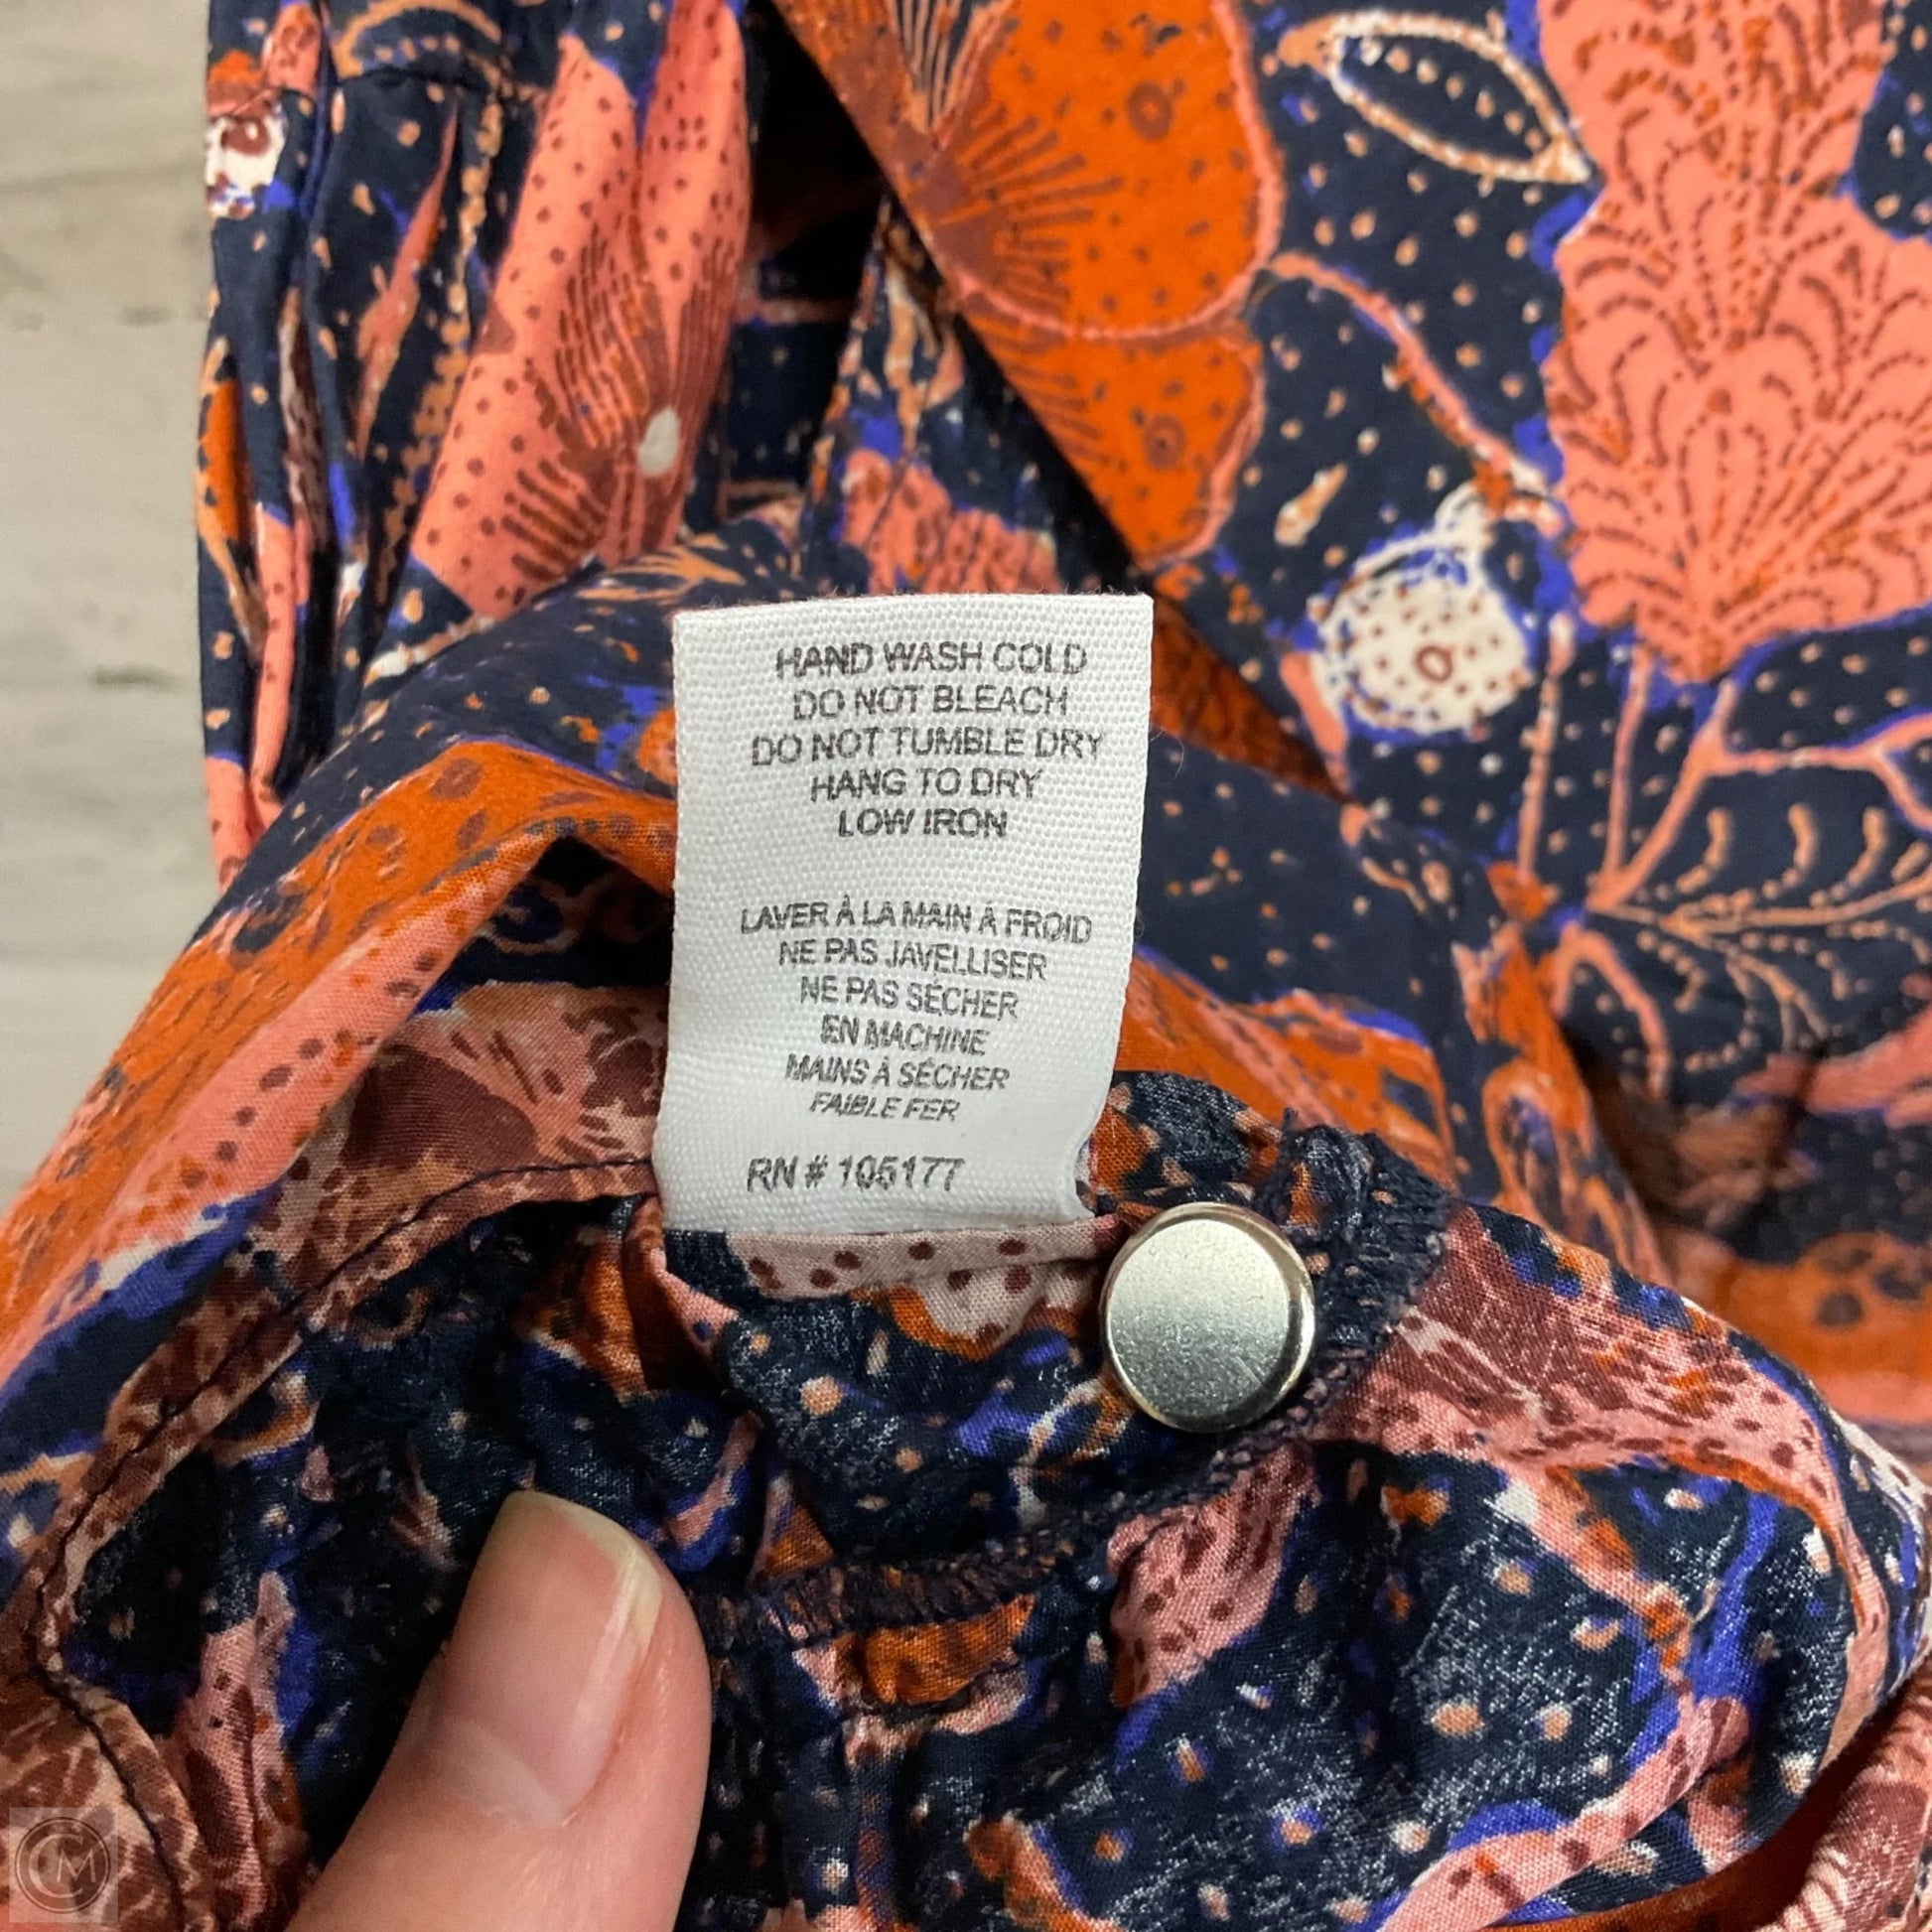 HAND WASH COLD
DO NOT BLEACH
DO NOT TUMBLE DRY
HANG TO DRY
LOW IRON
LAVER À LA MAIN A FROID
NE PAS JAVELLISER
NE PAS SÉCHER
EN MACHINE
MAINS À SÉCHER
FAIBLE FER
RN # 105177
CM